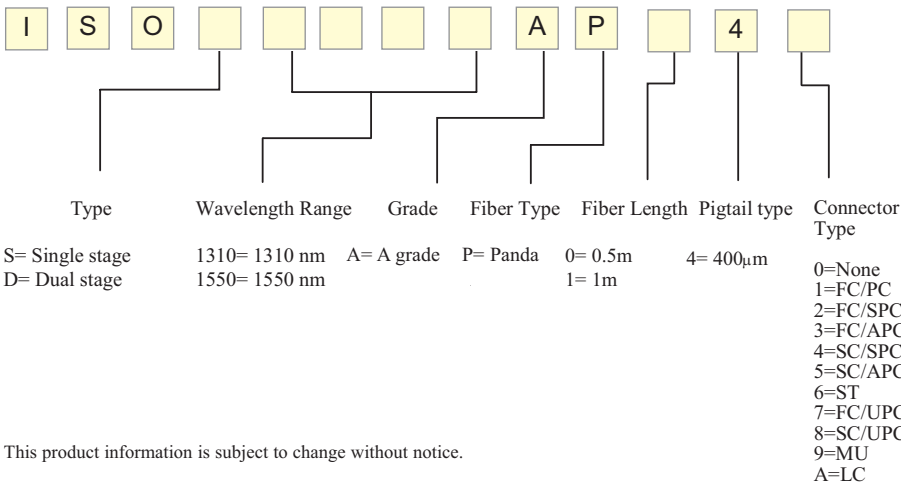 I S O A P 4
Type Wavelength Range Grade Fiber Type Fiber Length Pigtail type Connector Type
S= Single stage 1310= 1310 nm A= A grade P= Panda 0= 0.5m 4= 400µm
D= Dual stage 1550= 1550 nm 1= 1m
0=None
1=FC/PC
2=FC/SPC
3=FC/APC
4=SC/SPC
5=SC/APC
6=ST
7=FC/UPC
8=SC/UPC
9=MU
A=LC
This product information is subject to change without notice.